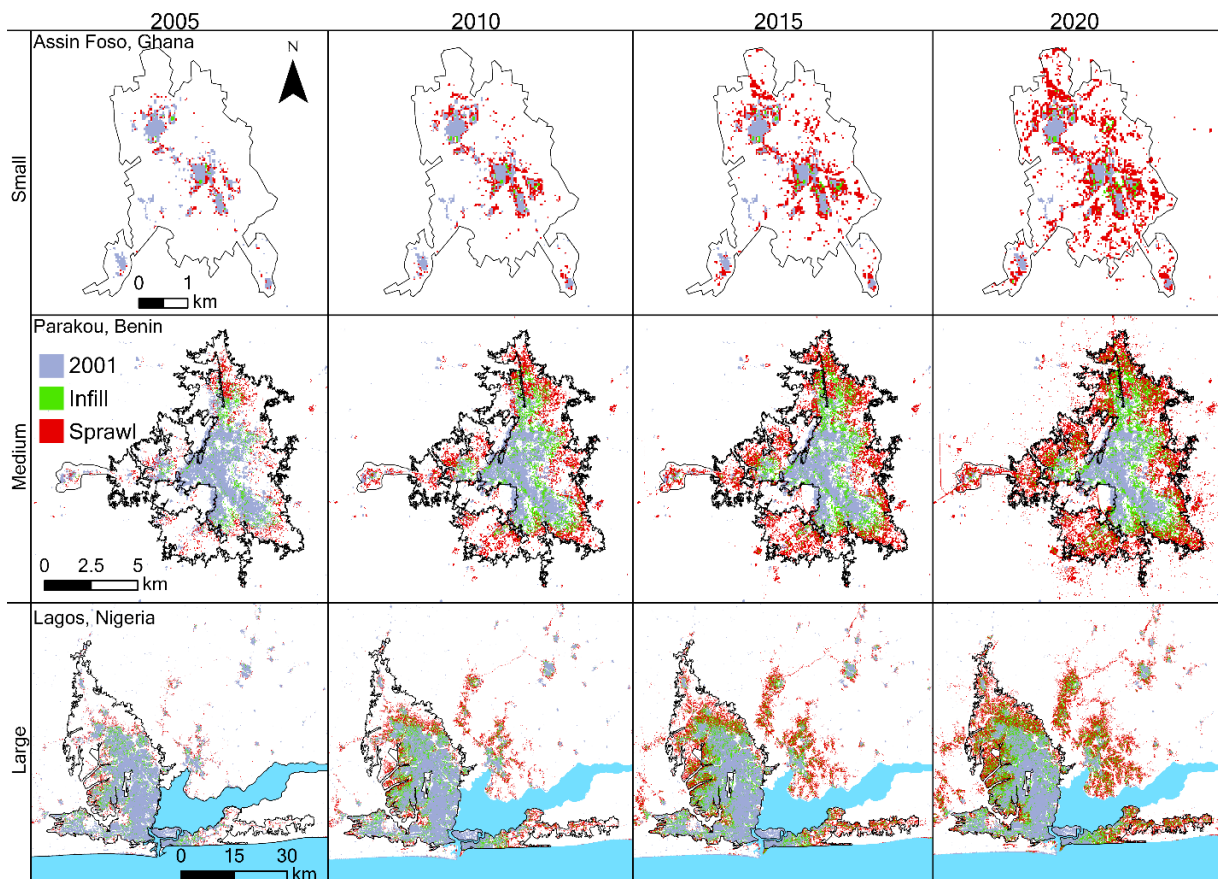 2005 2010 2015 2020
Small
Assin Foso, Ghana
N
0 1
km
Medium
Parakou, Benin
2001
Infill
Sprawl
0 2.5 5
km
Large
Lagos, Nigeria
0 15 30
km